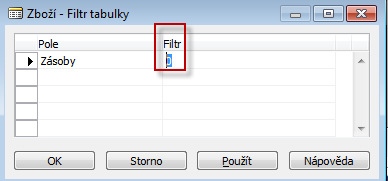 Zboží - Filtr tabulky
Pole Filtr
Zásoby 0
OK Storno Použít Nápověda